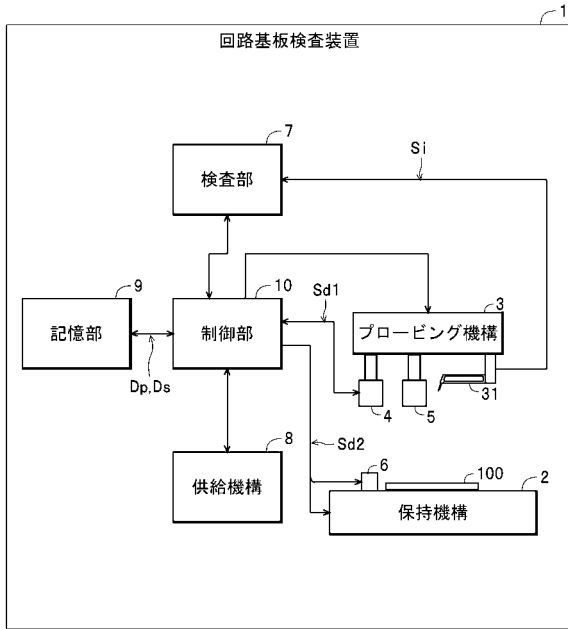 1
回路基板検査装置
7
検査部
Si
9
記憶部
10
制御部
Sd1
3
プロービング機構
Dp,Ds
4
5
31
8
供給機構
Sd2
6
100
2
保持機構